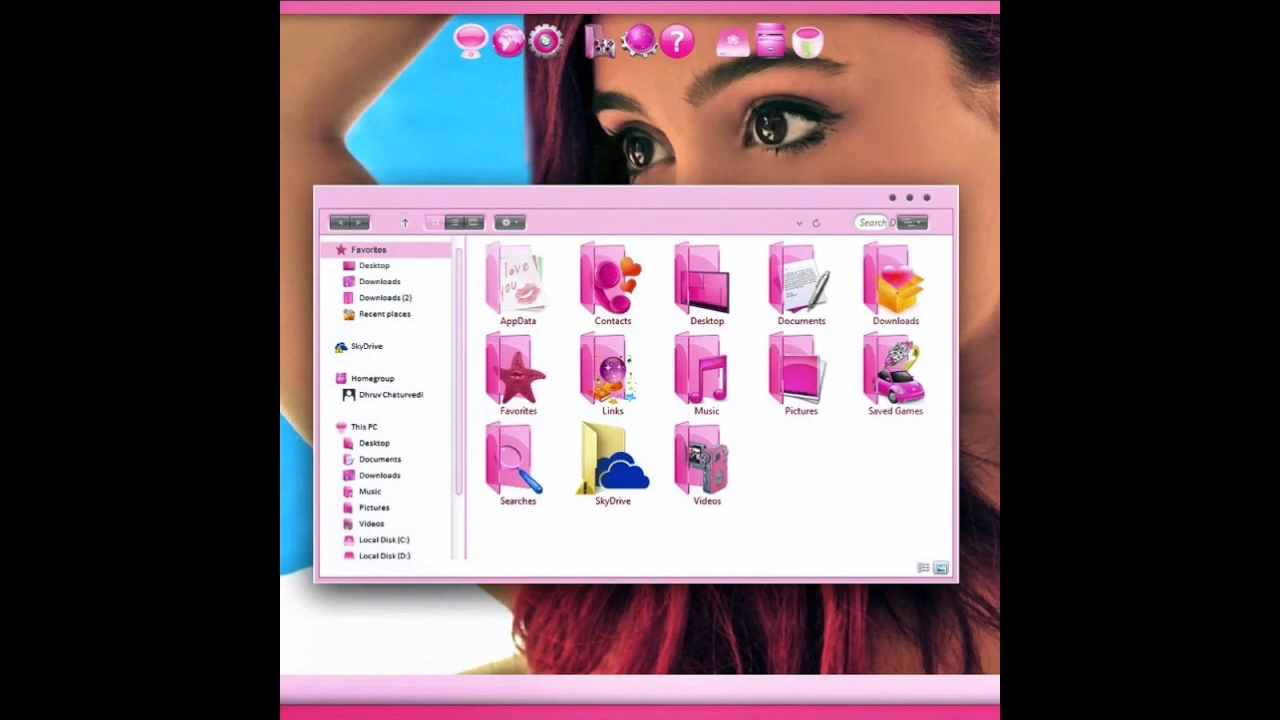 ?
Search D
Favorites
Desktop
Downloads
Downloads (2)
Recent places
SkyDrive
Homegroup
Dhruv Chaturvedi
This PC
Desktop
Documents
Downloads
Music
Pictures
Videos
Local Disk (C:)
Local Disk (D:)
love
you
AppData
Contacts
Desktop
Documents
Downloads
Favorites
Links
Music
Pictures
Saved Games
Searches
SkyDrive
Videos